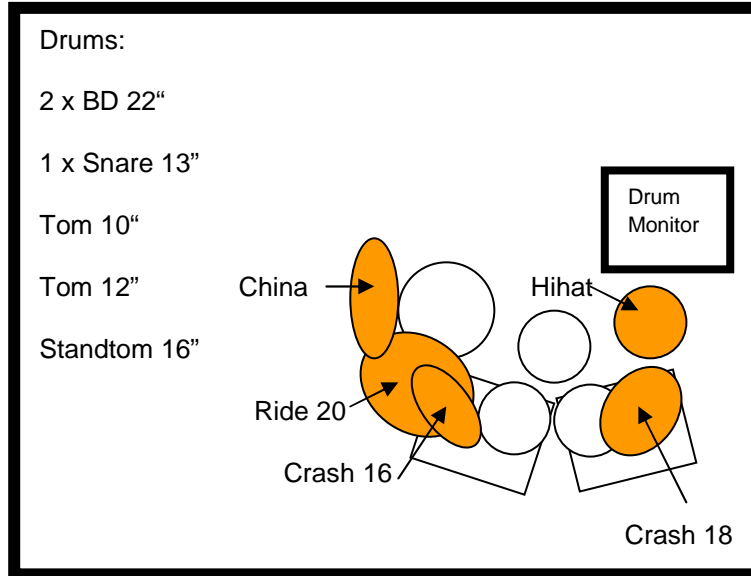 Drums:
2 x BD 22“
1 x Snare 13”
Tom 10“
Tom 12”
Standtom 16”
Drum
Monitor
China
Hihat
Ride 20
Crash 16
Crash 18